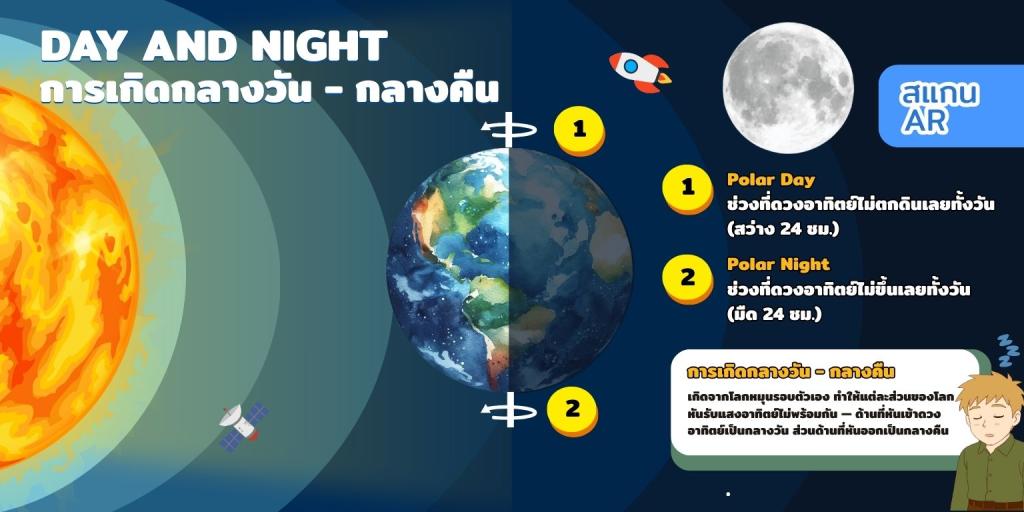 DAY AND NIGHT
การเกิดกลางวัน - กลางคืน
1
2
สแกน
AR
1
Polar Day
ช่วงที่ดวงอาทิตย์ไม่ตกดินเลยทั้งวัน
(สว่าง 24 ชม.)
2
Polar Night
ช่วงที่ดวงอาทิตย์ไม่ขึ้นเลยทั้งวัน
(มืด 24 ชม.)
การเกิดกลางวัน - กลางคืน
เกิดจากโลกหมุนรอบตัวเอง ทำให้แต่ละส่วนของโลก
หันรับแสงอาทิตย์ไม่พร้อมกัน — ด้านที่หันเข้าดวง
อาทิตย์เป็นกลางวัน ส่วนด้านที่หันออกเป็นกลางคืน
z
z
z